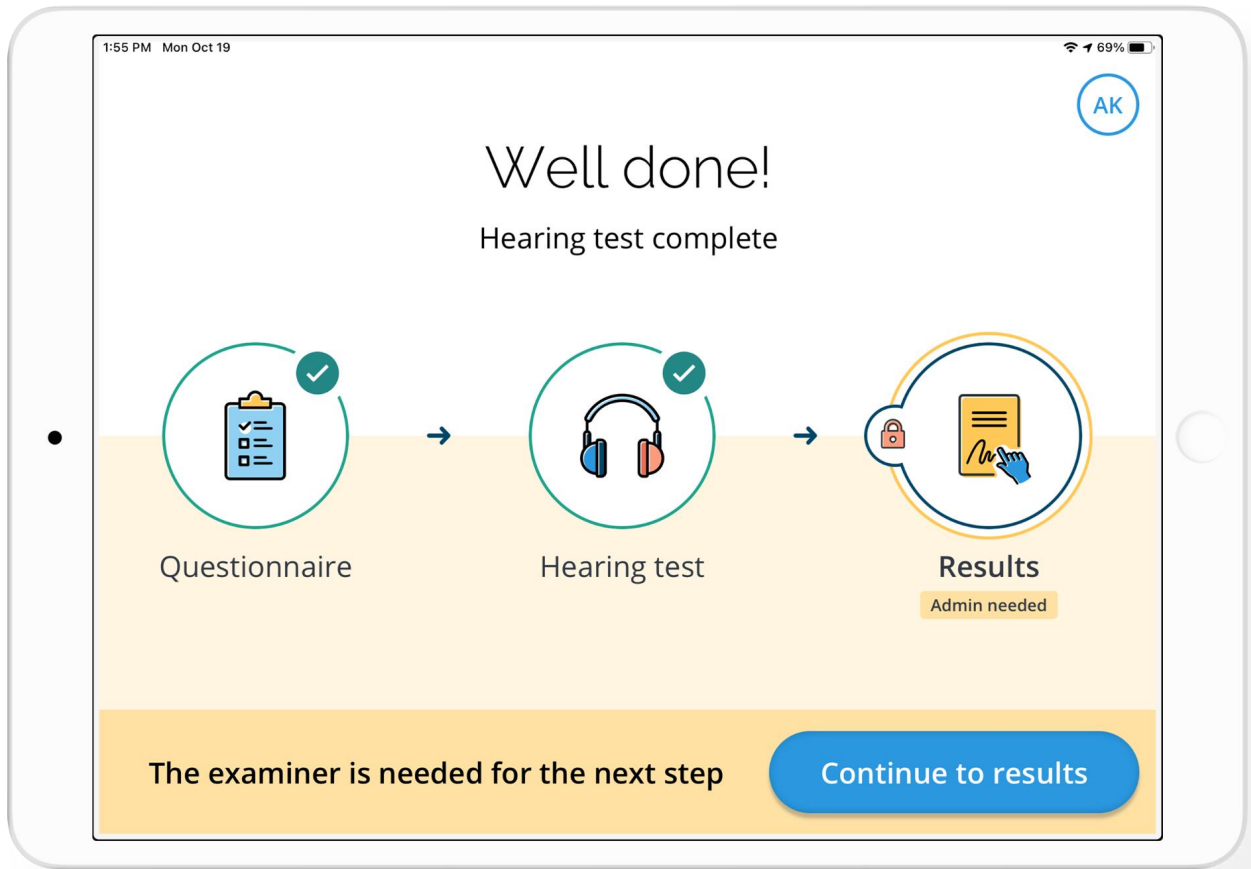 1:55 PM Mon Oct 19
69%
AK
Well done!
Hearing test complete
Questionnaire
Hearing test
Results
Admin needed
The examiner is needed for the next step
Continue to results